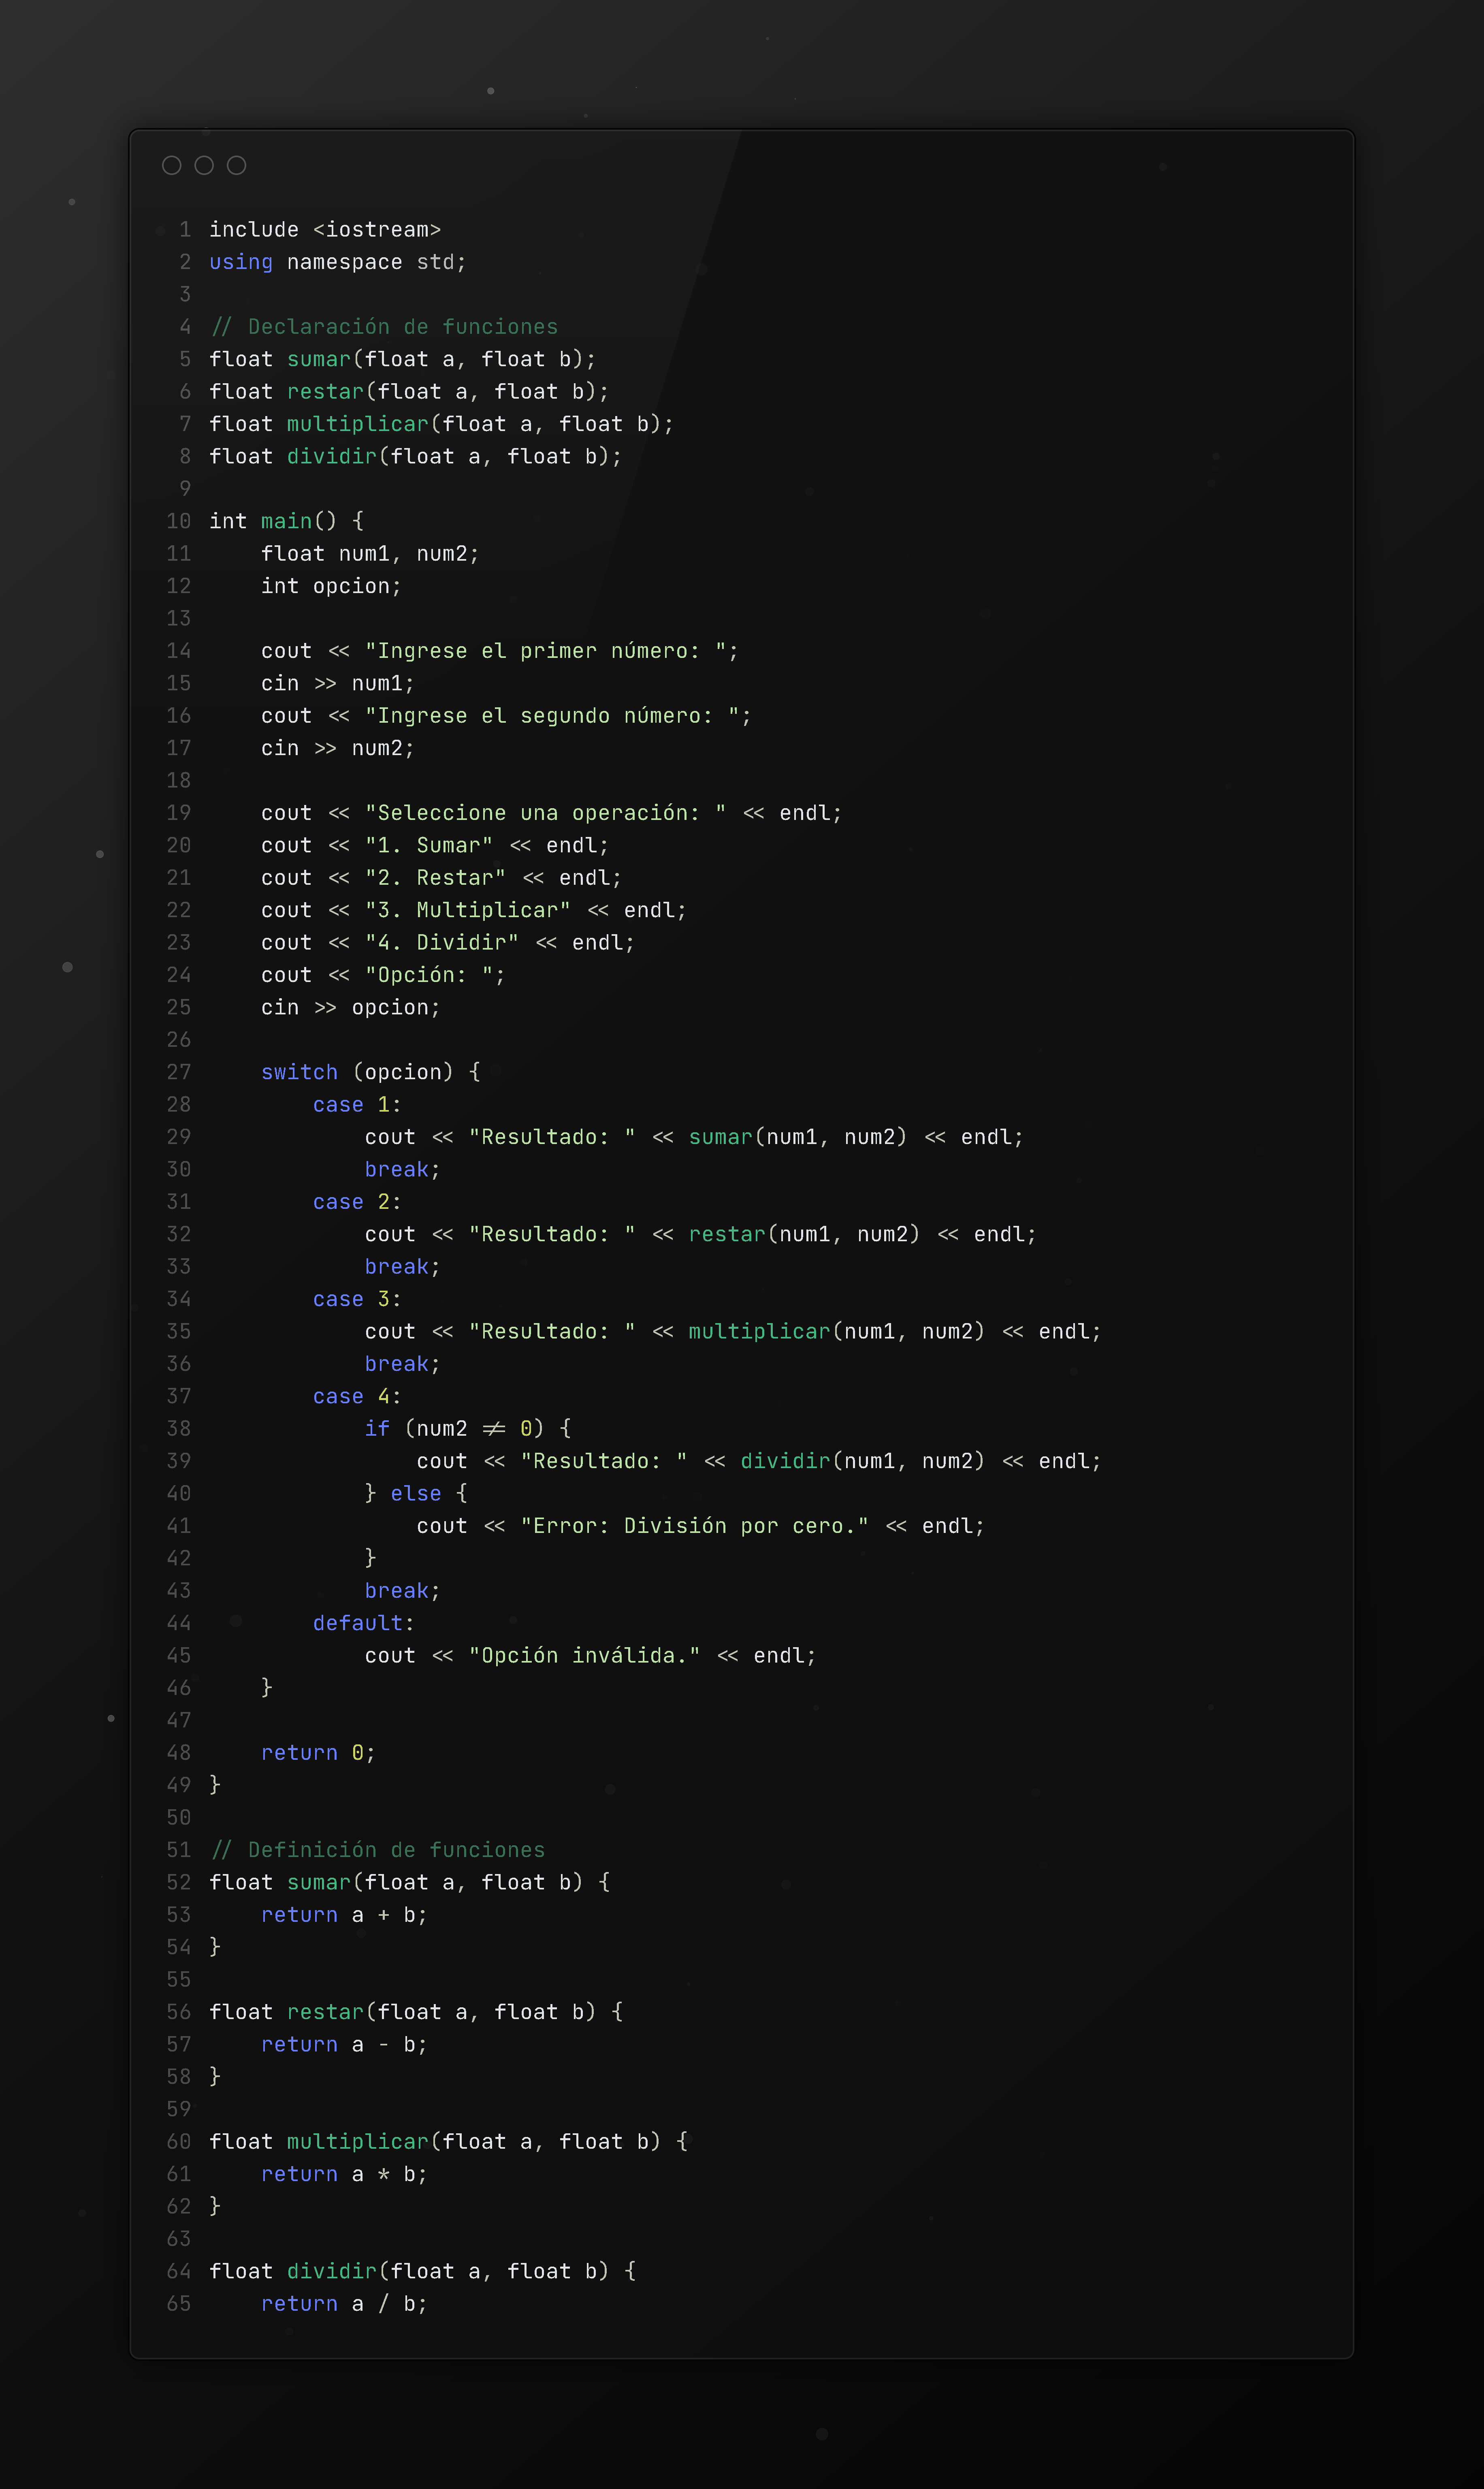 1 include <iostream>
2 using namespace std;
3
4 // Declaración de funciones
5 float sumar(float a, float b);
6 float restar(float a, float b);
7 float multiplicar(float a, float b);
8 float dividir(float a, float b);
9
10 int main() {
11     float num1, num2;
12     int opcion;
13
14     cout << "Ingrese el primer número: ";
15     cin >> num1;
16     cout << "Ingrese el segundo número: ";
17     cin >> num2;
18
19     cout << "Seleccione una operación: " << endl;
20     cout << "1. Sumar" << endl;
21     cout << "2. Restar" << endl;
22     cout << "3. Multiplicar" << endl;
23     cout << "4. Dividir" << endl;
24     cout << "Opción: ";
25     cin >> opcion;
26
27     switch (opcion) {
28         case 1:
29             cout << "Resultado: " << sumar(num1, num2) << endl;
30             break;
31         case 2:
32             cout << "Resultado: " << restar(num1, num2) << endl;
33             break;
34         case 3:
35             cout << "Resultado: " << multiplicar(num1, num2) << endl;
36             break;
37         case 4:
38             if (num2 != 0) {
39                 cout << "Resultado: " << dividir(num1, num2) << endl;
40             } else {
41                 cout << "Error: División por cero." << endl;
42             }
43             break;
44         default:
45             cout << "Opción inválida." << endl;
46     }
47
48     return 0;
49 }
50
51 // Definición de funciones
52 float sumar(float a, float b) {
53     return a + b;
54 }
55
56 float restar(float a, float b) {
57     return a - b;
58 }
59
60 float multiplicar(float a, float b) {
61     return a * b;
62 }
63
64 float dividir(float a, float b) {
65     return a / b;